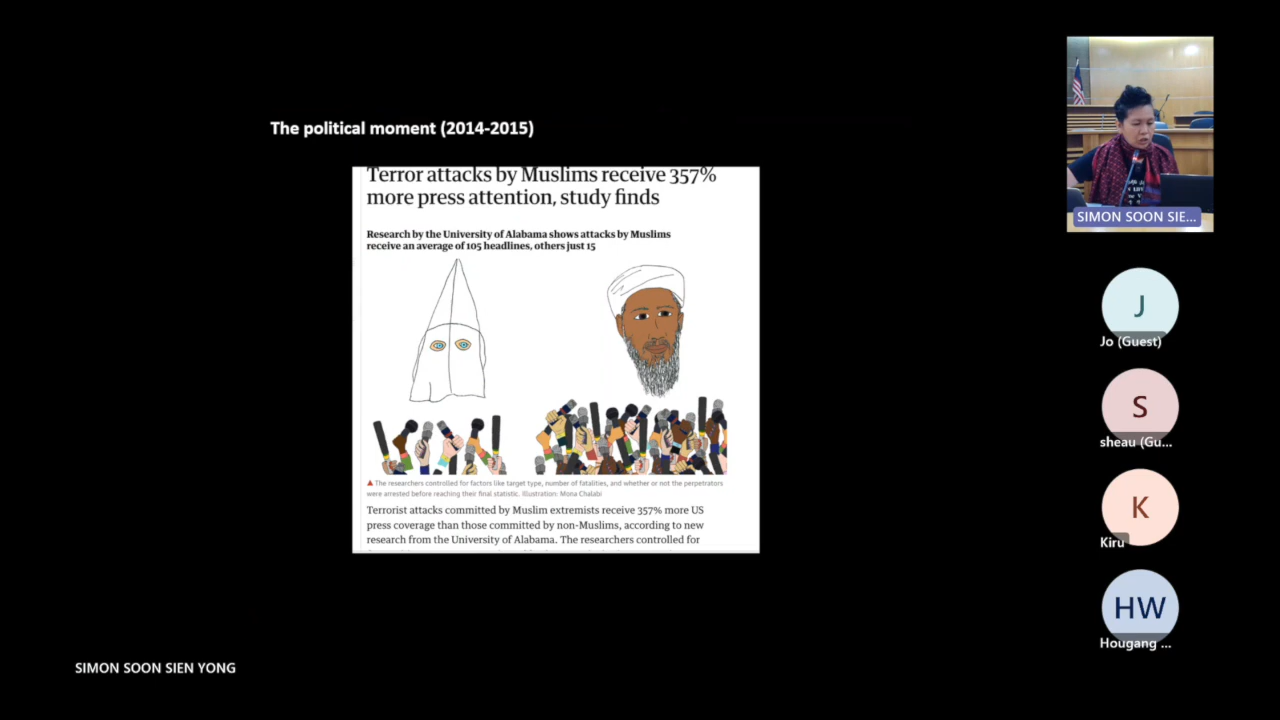 The political moment (2014-2015)
Terror attacks by Muslims receive 357%
more press attention, study finds
Research by the University of Alabama shows attacks by Muslims
receive an average of 105 headlines, others just 15
The researchers controlled for factors like target type, number of fatalities, and whether or not the perpetrators
were arrested before reaching their final statistic. Illustration: Mona Chalabi
Terrorist attacks committed by Muslim extremists receive 357% more US
press coverage than those committed by non-Muslims, according to new
research from the University of Alabama. The researchers controlled for
SIMON SOON SIE...
J
Jo (Guest)
S
sheau (Gu...
K
Kiru
HW
Hougang ...
SIMON SOON SIEN YONG